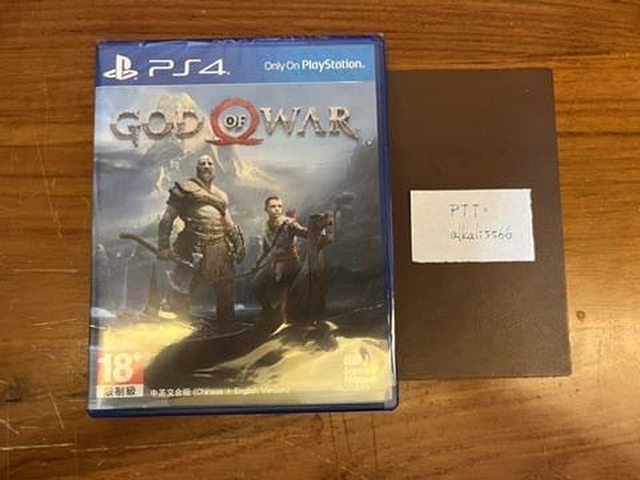 PS4
Only On PlayStation.
GOD OF WAR
PTT:
alkali5566
18+
限制級
中英文合版 (Chinese + English Version)